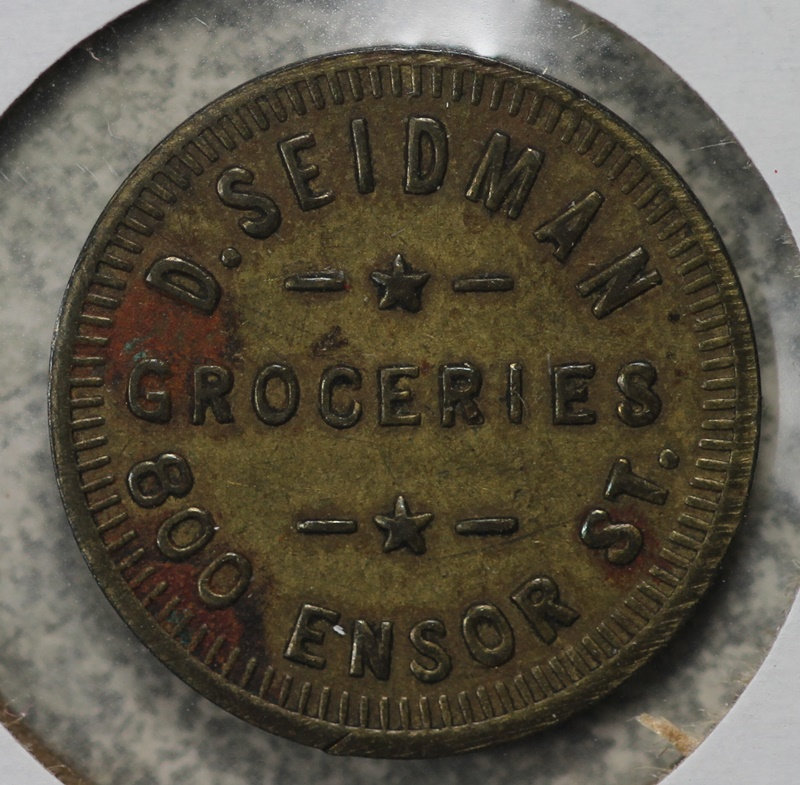 D. SEIDMAN
GROCERIES
800 ENSOR ST.